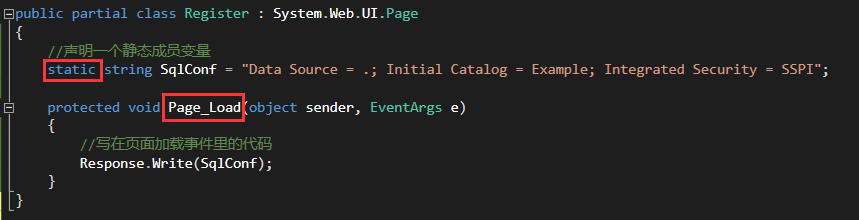 public partial class Register : System.Web.UI.Page
{
//声明一个静态成员变量
static string SqlConf = "Data Source = .; Initial Catalog = Example; Integrated Security = SSPI";
protected void Page_Load(object sender, EventArgs e)
{
//写在页面加载事件里的代码
Response.Write(SqlConf);
}
}